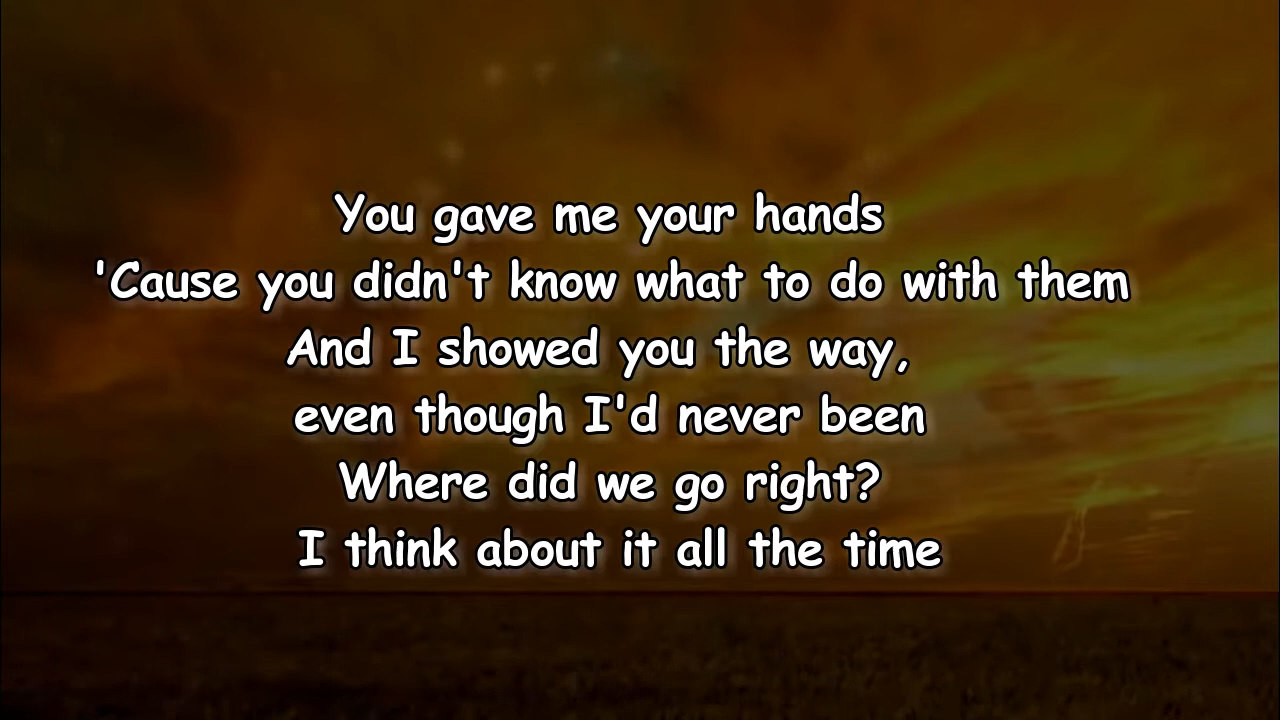 You gave me your hands
'Cause you didn't know what to do with them
And I showed you the way,
even though I'd never been
Where did we go right?
I think about it all the time